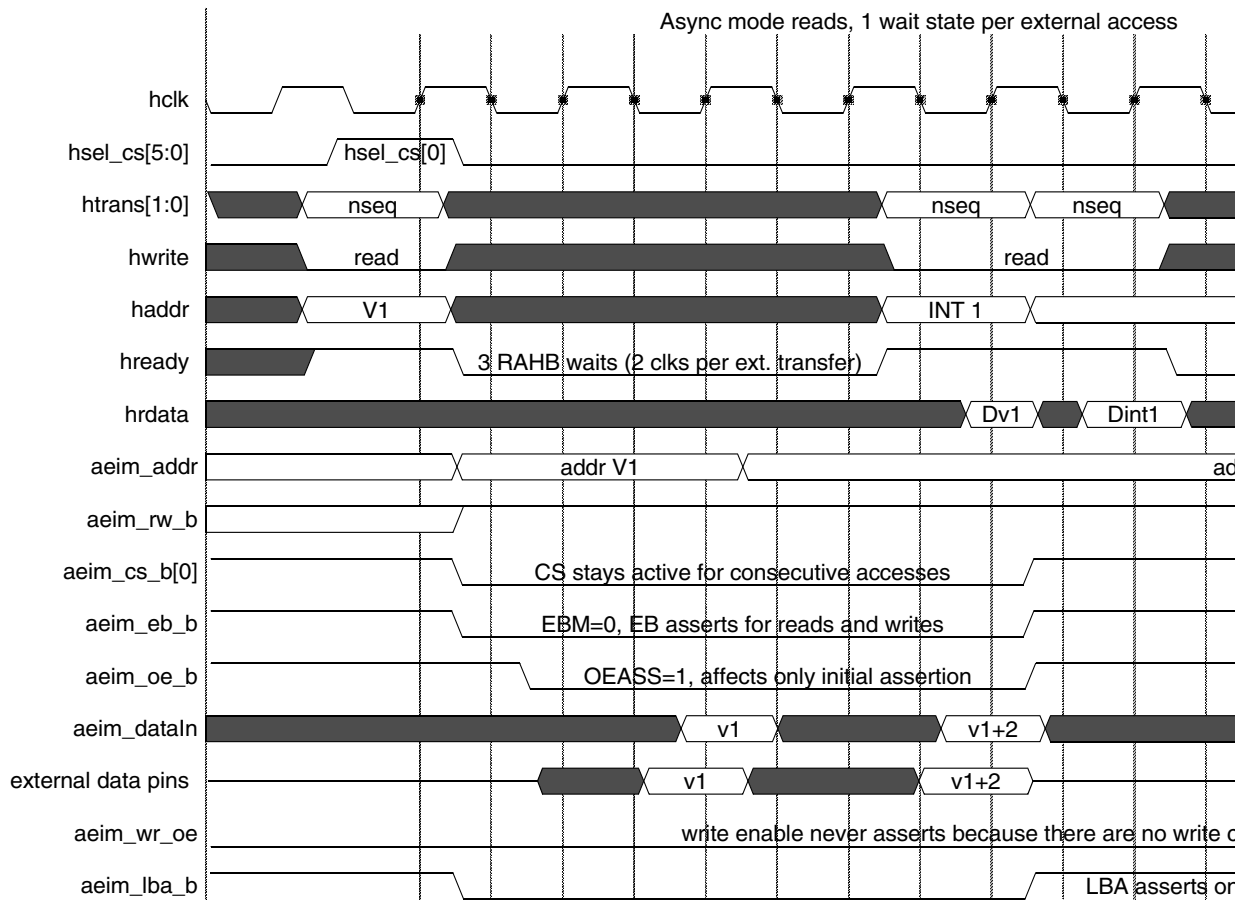 Async mode reads, 1 wait state per external access
hclk
hsel_cs[5:0] hsel_cs[0]
htrans[1:0] nseq nseq nseq
hwrite read read
haddr V1 INT 1
hready 3 RAHB waits (2 clks per ext. transfer)
hrdata Dv1 Dint1
aeim_addr addr V1 ad
aeim_rw_b
aeim_cs_b[0] CS stays active for consecutive accesses
aeim_eb_b EBM=0, EB asserts for reads and writes
aeim_oe_b OEASS=1, affects only initial assertion
aeim_dataIn v1 v1+2
external data pins v1 v1+2
aeim_wr_oe write enable never asserts because there are no write c
aeim_lba_b LBA asserts on